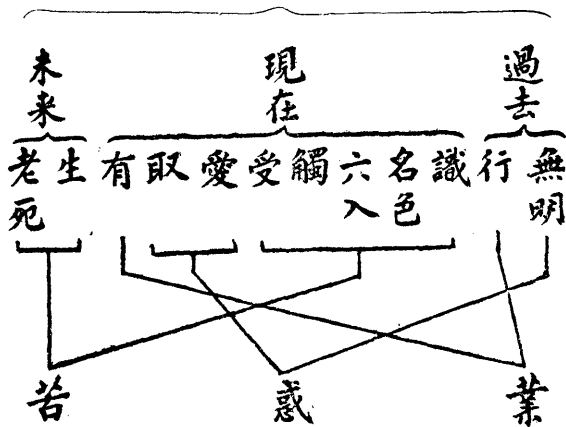 過去
現在
未来
無明
行
識
名色
六入
觸
受
愛
取
有
生
老死
業
惑
苦